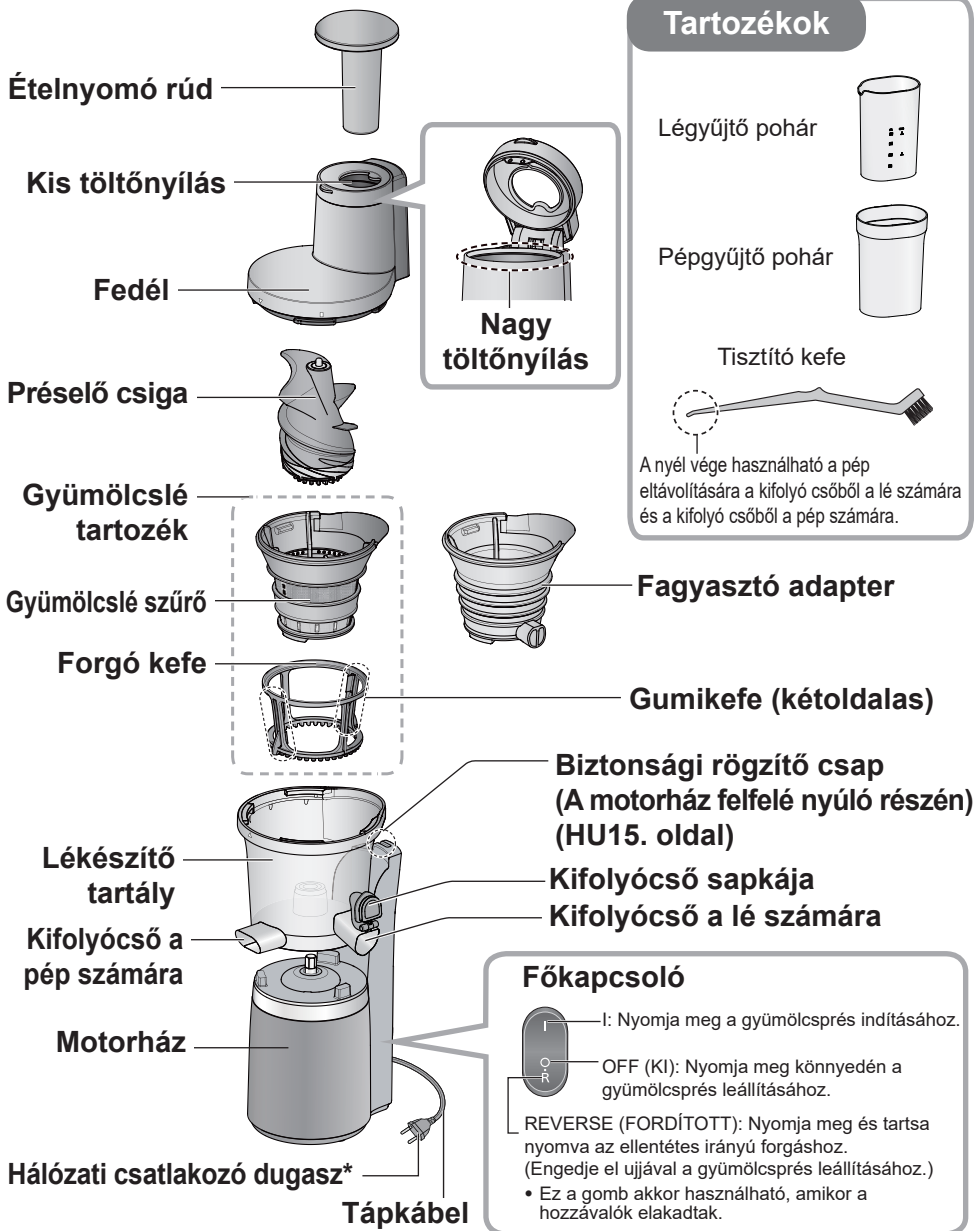 Ételnyomó rúd
Kis töltőnyílás
Fedél
Nagy
töltőnyílás
Préselő csiga
Gyümölcslé
tartozék
Gyümölcslé szűrő
Fagyasztó adapter
Forgó kefe
Gumikefe (kétoldalas)
Biztonsági rögzítő csap
(A motorház felfelé nyúló részén)
(HU15. oldal)
Lékészítő
tartály
Kifolyócső sapkája
Kifolyócső a lé számára
Kifolyócső a
pép számára
Motorház
Hálózati csatlakozó dugasz*
Tápkábel
Tartozékok
Légyűjtő pohár
Pépgyűjtő pohár
Tisztító kefe
A nyél vége használható a pép
eltávolítására a kifolyó csőből a lé számára
és a kifolyó csőből a pép számára.
Főkapcsoló
I
O
R
I: Nyomja meg a gyümölcsprés indításához.
OFF (KI): Nyomja meg könnyedén a
gyümölcsprés leállításához.
REVERSE (FORDÍTOTT): Nyomja meg és tartsa
nyomva az ellentétes irányú forgáshoz.
(Engedje el ujjával a gyümölcsprés leállításához.)
• Ez a gomb akkor használható, amikor a
hozzávalók elakadtak.